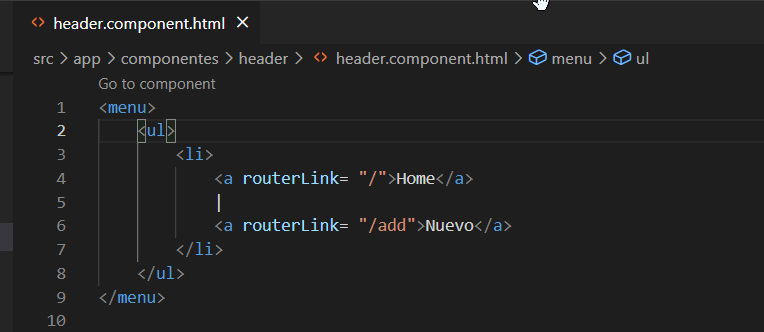 <> header.component.html ×
src > app > componentes > header > <> header.component.html > menu > ul
Go to component
1 <menu>
2 <ul>
3 <li>
4 <a routerLink= "/">Home</a>
5 |
6 <a routerLink= "/add">Nuevo</a>
7 </li>
8 </ul>
9 </menu>
10